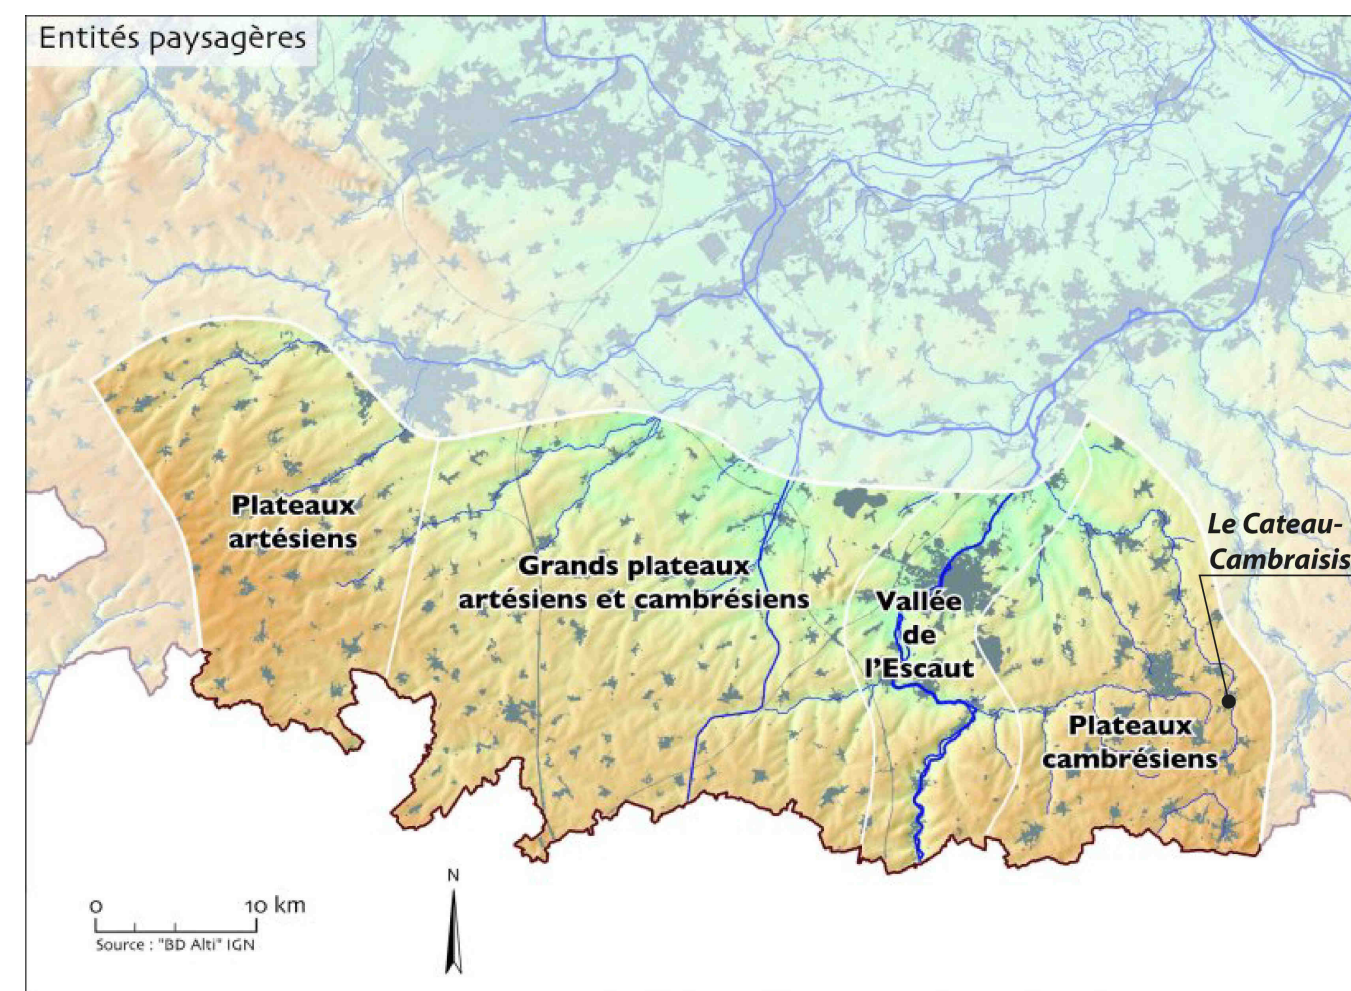 Entités paysagères
Le Cateau-
Cambraisis
Plateaux
artésiens
Grands plateaux
artésiens et cambrésiens
Vallée
de
l'Escaut
Plateaux
cambrésiens
N
0 10 km
Source : "BD Alti" IGN